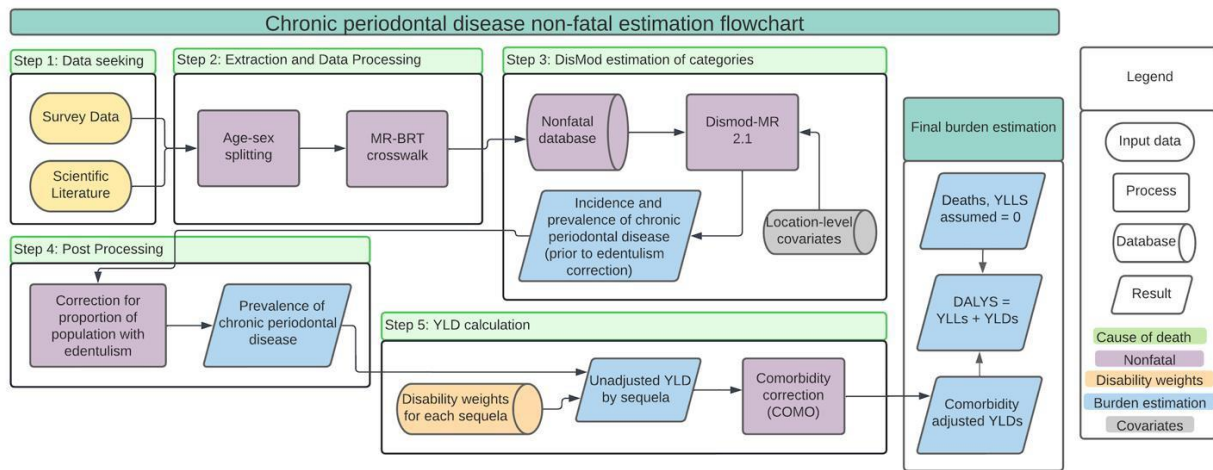 Chronic periodontal disease non-fatal estimation flowchart
Step 1: Data seeking
Survey Data
Scientific
Literature
Step 2: Extraction and Data Processing
Age-sex
splitting
MR-BRT
crosswalk
Step 3: DisMod estimation of categories
Nonfatal
database
Dismod-MR
2.1
Incidence and
prevalence of chronic
periodontal disease
(prior to edentulism
correction)
Location-level
covariates
Step 4: Post Processing
Correction for
proportion of
population with
edentulism
Prevalence of
chronic periodontal
disease
Step 5: YLD calculation
Disability weights
for each sequela
Unadjusted YLD
by sequela
Comorbidity
correction
(COMO)
Final burden estimation
Deaths, YLLS
assumed = 0
DALYS =
YLLs + YLDs
Comorbidity
adjusted YLDs
Legend
Input data
Process
Database
Result
Cause of death
Nonfatal
Disability weights
Burden estimation
Covariates